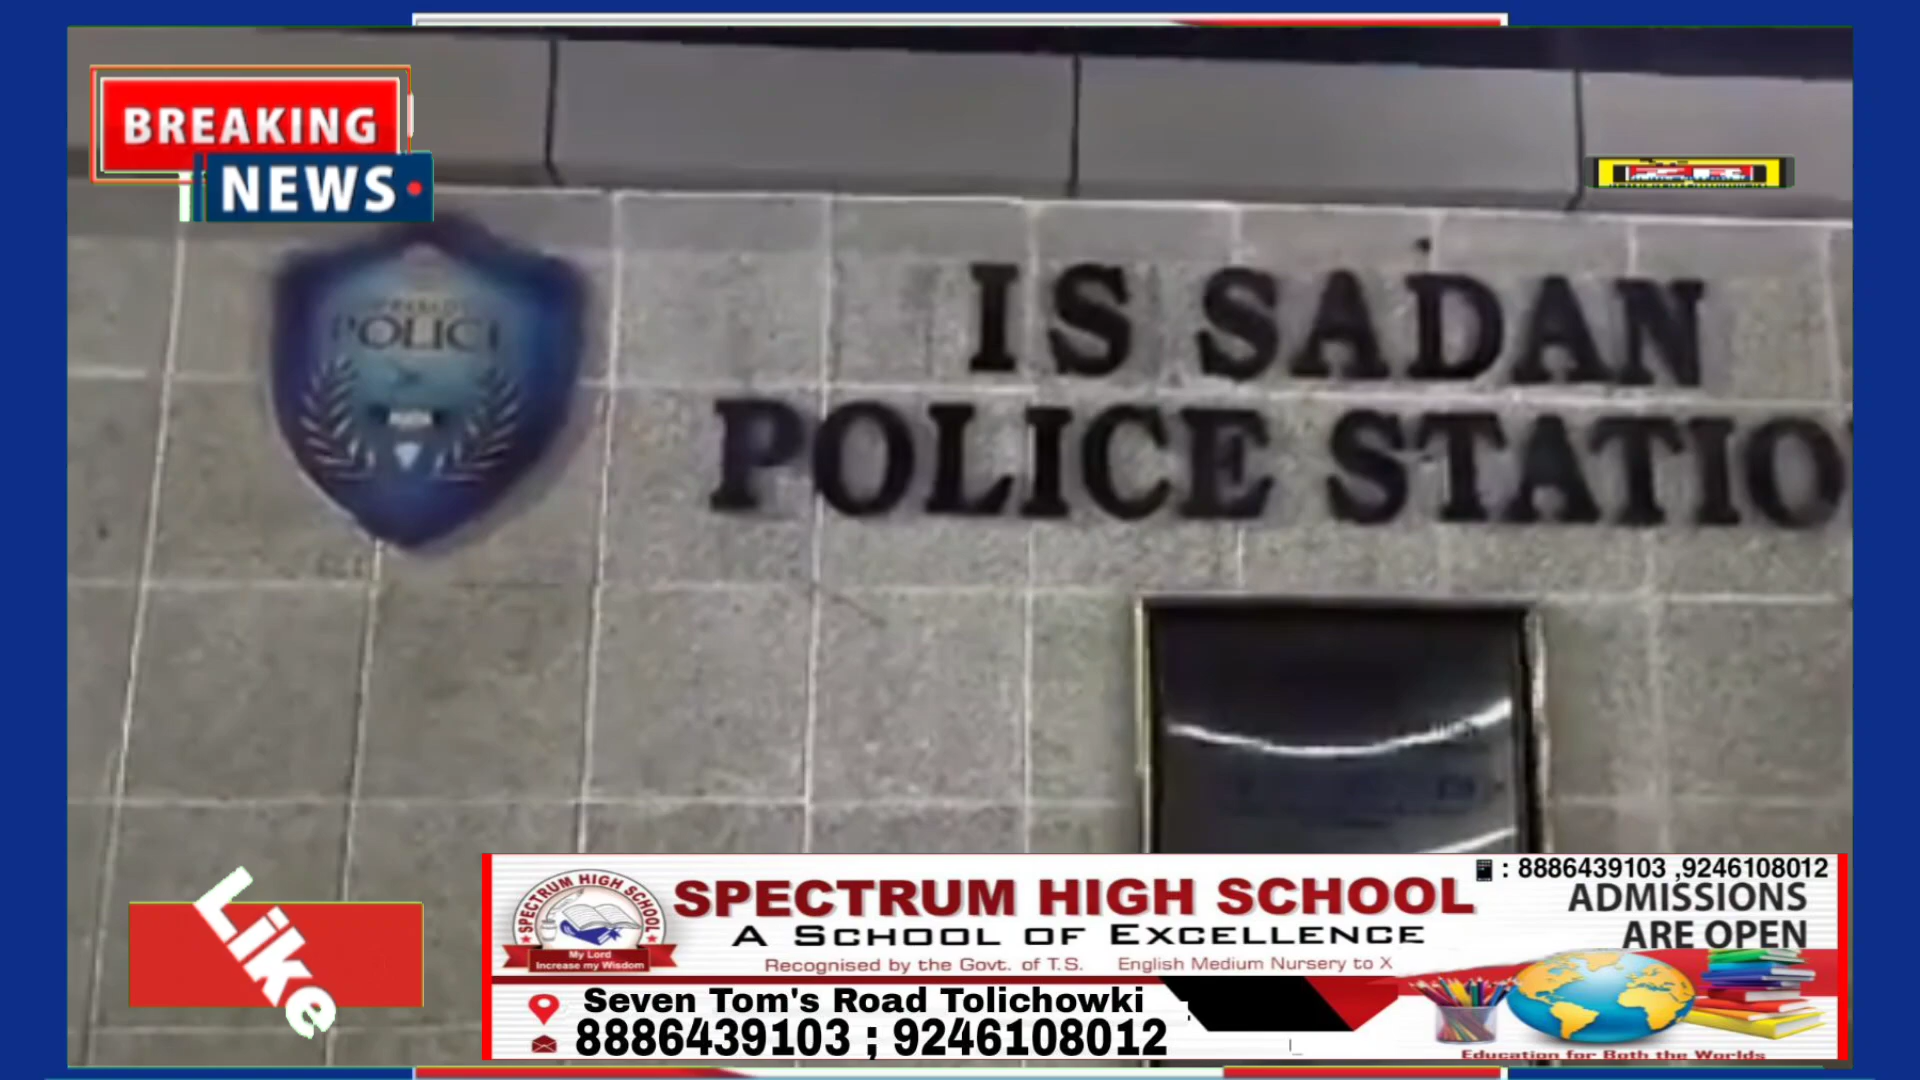 BREAKING
NEWS
POLICE
IS SADAN
POLICE STATIO
Like
: 8886439103 ,9246108012
SPECTRUM HIGH SCHOOL
A SCHOOL OF EXCELLENCE
Recognised by the Govt. of T.S. English Medium Nursery to X
ADMISSIONS
ARE OPEN
SPECTRUM HIGH SCHOOL
My Lord
Increase my Wisdom
Seven Tom's Road Tolichowki
8886439103 ; 9246108012
Education for Both the Worlds